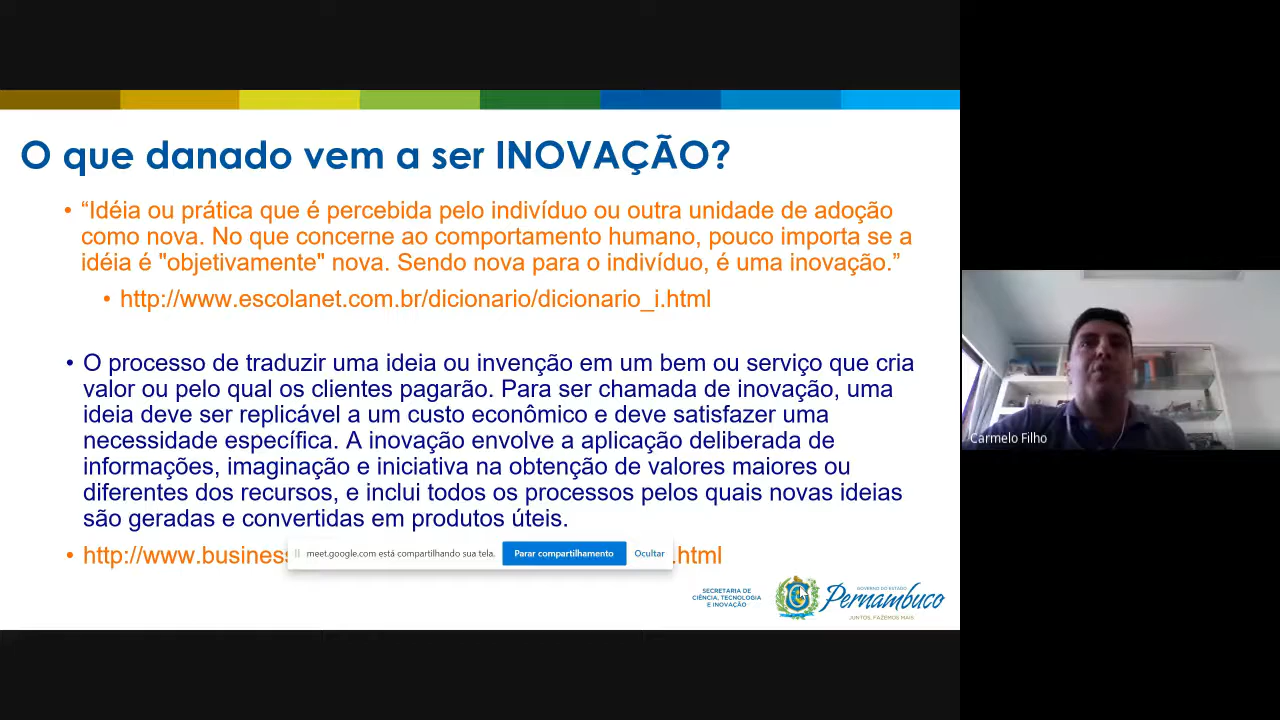 O que danado vem a ser INOVAÇÃO?
• “Idéia ou prática que é percebida pelo indivíduo ou outra unidade de adoção
como nova. No que concerne ao comportamento humano, pouco importa se a
idéia é "objetivamente" nova. Sendo nova para o indivíduo, é uma inovação.”
• http://www.escolanet.com.br/dicionario/dicionario_i.html
• O processo de traduzir uma ideia ou invenção em um bem ou serviço que cria
valor ou pelo qual os clientes pagarão. Para ser chamada de inovação, uma
ideia deve ser replicável a um custo econômico e deve satisfazer uma
necessidade específica. A inovação envolve a aplicação deliberada de
informações, imaginação e iniciativa na obtenção de valores maiores ou
diferentes dos recursos, e inclui todos os processos pelos quais novas ideias
são geradas e convertidas em produtos úteis.
• http://www.business .html
meet.google.com está compartilhando sua tela. Parar compartilhamento Ocultar
SECRETARIA DE
CIÊNCIA, TECNOLOGIA
E INOVAÇÃO
GOVERNO DO ESTADO
Pernambuco
JUNTOS, FAZEMOS MAIS
Carmelo Filho